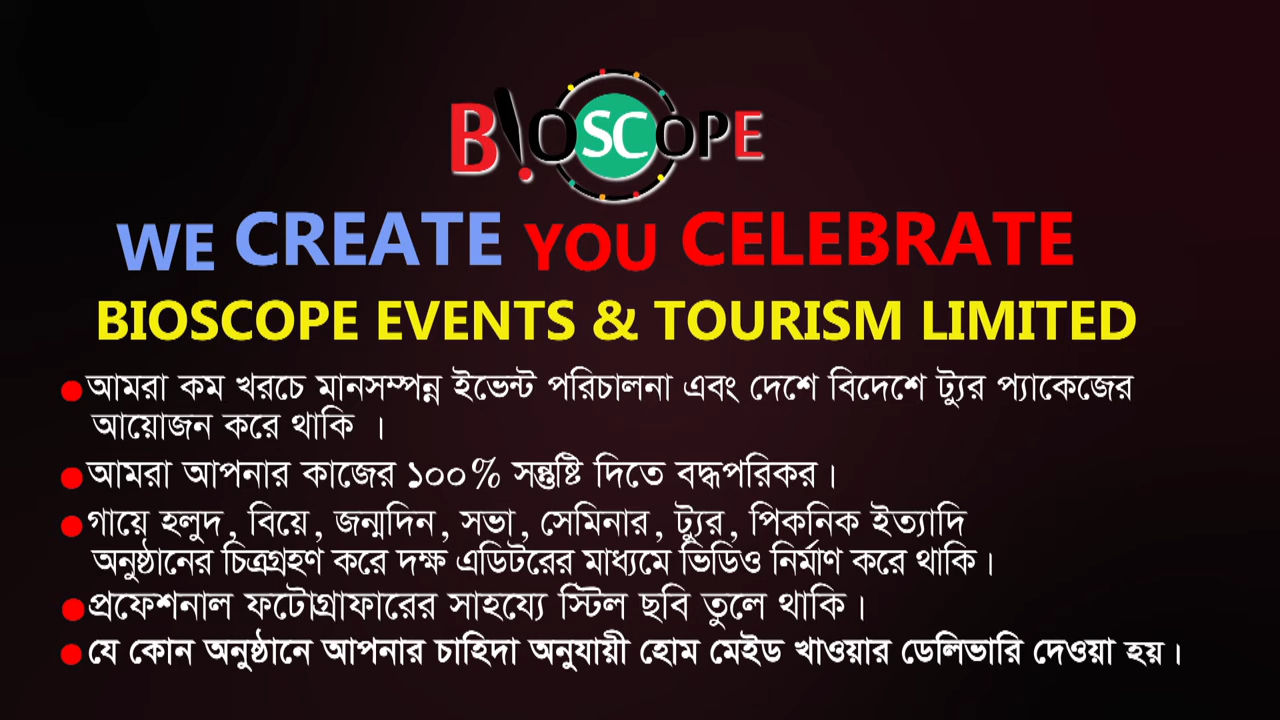 BIOSCOPE
WE CREATE YOU CELEBRATE
BIOSCOPE EVENTS & TOURISM LIMITED
আমরা কম খরচে মানসম্পন্ন ইভেন্ট পরিচালনা এবং দেশে বিদেশে ট্যুর প্যাকেজের
আয়োজন করে থাকি ।
আমরা আপনার কাজের ১০০% সন্তুষ্টি দিতে বদ্ধপরিকর।
গায়ে হলুদ, বিয়ে, জন্মদিন, সভা, সেমিনার, ট্যুর, পিকনিক ইত্যাদি
অনুষ্ঠানের চিত্রগ্রহণ করে দক্ষ এডিটরের মাধ্যমে ভিডিও নির্মাণ করে থাকি।
প্রফেশনাল ফটোগ্রাফারের সাহয্যে স্টিল ছবি তুলে থাকি।
যে কোন অনুষ্ঠানে আপনার চাহিদা অনুযায়ী হোম মেইড খাওয়ার ডেলিভারি দেওয়া হয়।